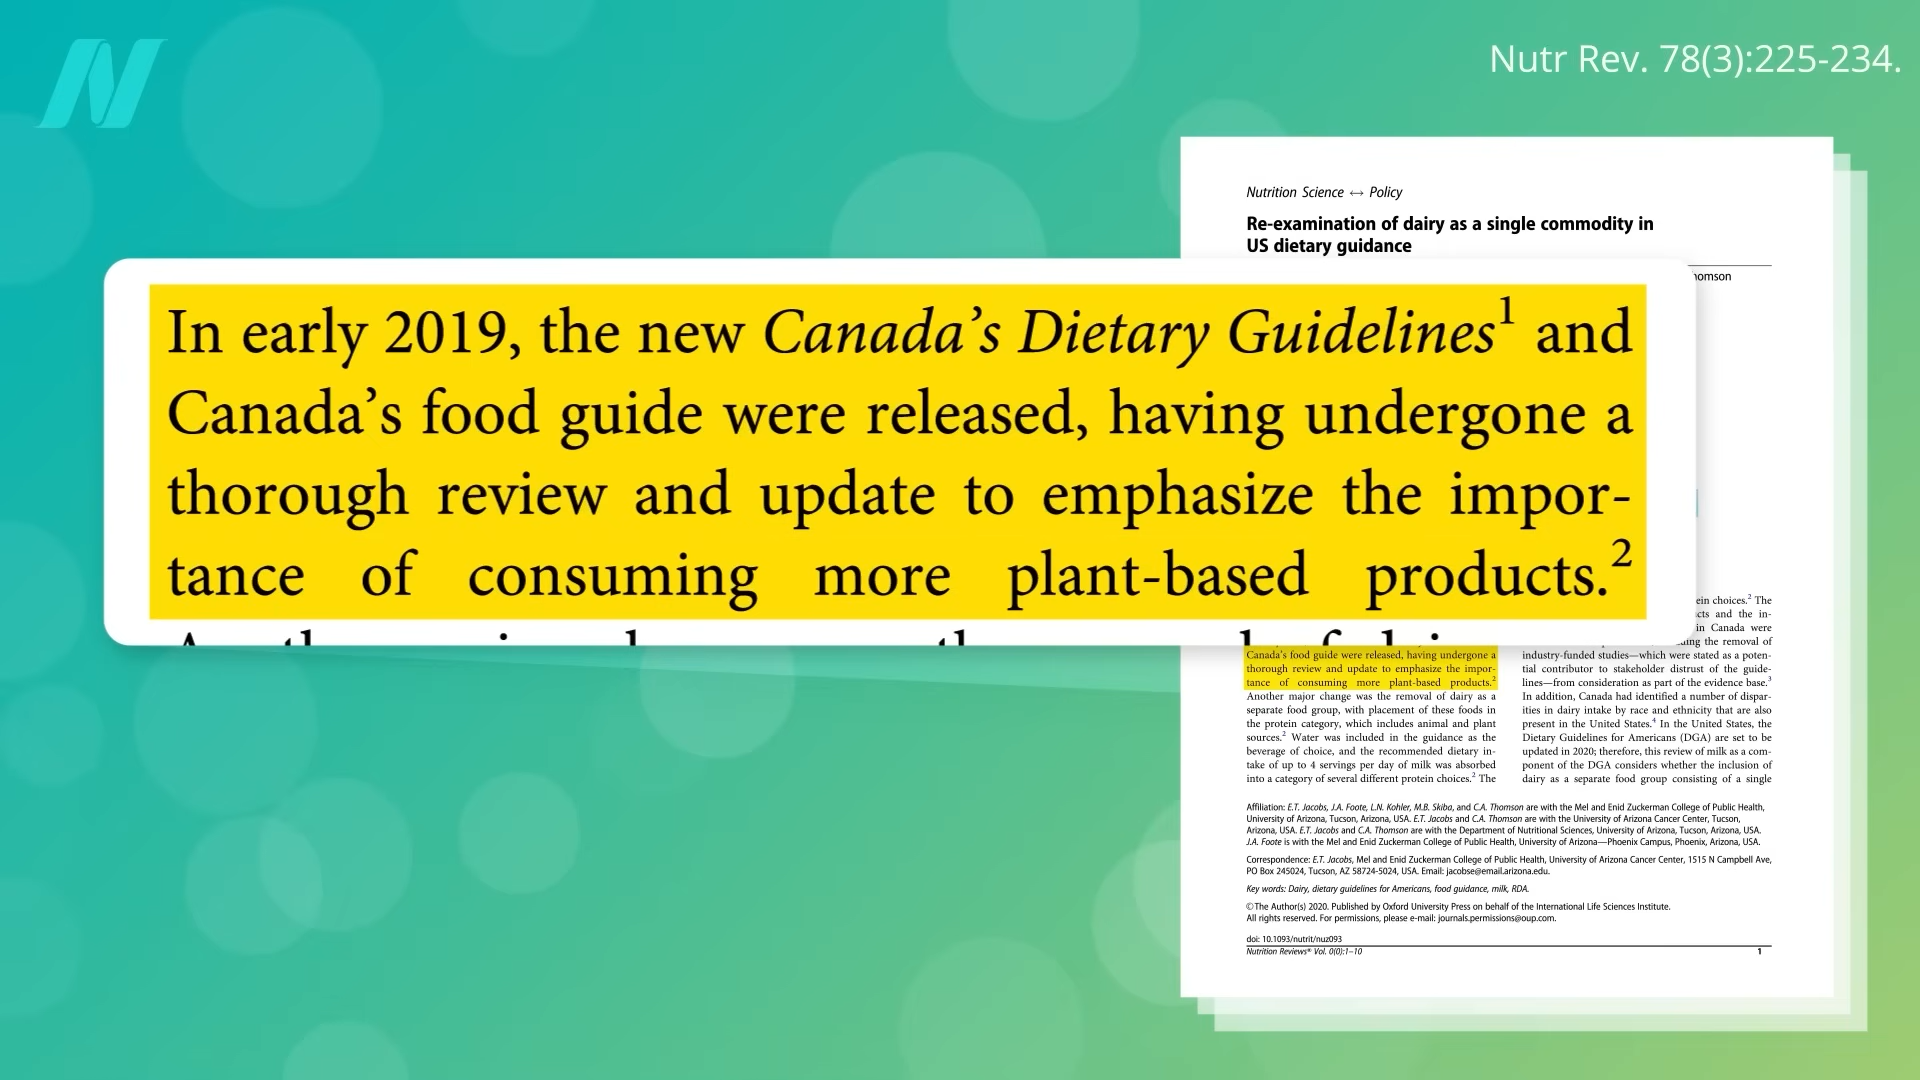 Nutr Rev. 78(3):225-234.
Nutrition Science ↔ Policy
Re-examination of dairy as a single commodity in
US dietary guidance
In early 2019, the new Canada’s Dietary Guidelines¹ and
Canada’s food guide were released, having undergone a
thorough review and update to emphasize the impor-
tance of consuming more plant-based products.²
Canada’s food guide were released, having undergone a
thorough review and update to emphasize the impor-
tance of consuming more plant-based products.²
Another major change was the removal of dairy as a
separate food group, with placement of these foods in
the protein category, which includes animal and plant
sources.² Water was included in the guidance as the
beverage of choice, and the recommended dietary in-
take of up to 4 servings per day of milk was absorbed
into a category of several different protein choices.² The
choices.² The
and the in-
in Canada were
the removal of
industry-funded studies—which were stated as a poten-
tial contributor to stakeholder distrust of the guide-
lines—from consideration as part of the evidence base.³
In addition, Canada had identified a number of dispar-
ities in dairy intake by race and ethnicity that are also
present in the United States.⁴ In the United States, the
Dietary Guidelines for Americans (DGA) are set to be
updated in 2020; therefore, this review of milk as a com-
ponent of the DGA considers whether the inclusion of
dairy as a separate food group consisting of a single
Affiliation: E.T. Jacobs, J.A. Foote, L.N. Kohler, M.B. Skiba, and C.A. Thomson are with the Mel and Enid Zuckerman College of Public Health,
University of Arizona, Tucson, Arizona, USA. E.T. Jacobs and C.A. Thomson are with the University of Arizona Cancer Center, Tucson,
Arizona, USA. E.T. Jacobs and C.A. Thomson are with the Department of Nutritional Sciences, University of Arizona, Tucson, Arizona, USA.
J.A. Foote is with the Mel and Enid Zuckerman College of Public Health, University of Arizona—Phoenix Campus, Phoenix, Arizona, USA.
Correspondence: E.T. Jacobs, Mel and Enid Zuckerman College of Public Health, University of Arizona Cancer Center, 1515 N Campbell Ave,
PO Box 245024, Tucson, AZ 58724-5024, USA. Email: jacobse@email.arizona.edu.
Key words: Dairy, dietary guidelines for Americans, food guidance, milk, RDA.
©The Author(s) 2020. Published by Oxford University Press on behalf of the International Life Sciences Institute.
All rights reserved. For permissions, please e-mail: journals.permissions@oup.com.
doi: 10.1093/nutrit/nuz093
Nutrition Reviews® Vol. 0(0):1–10 1